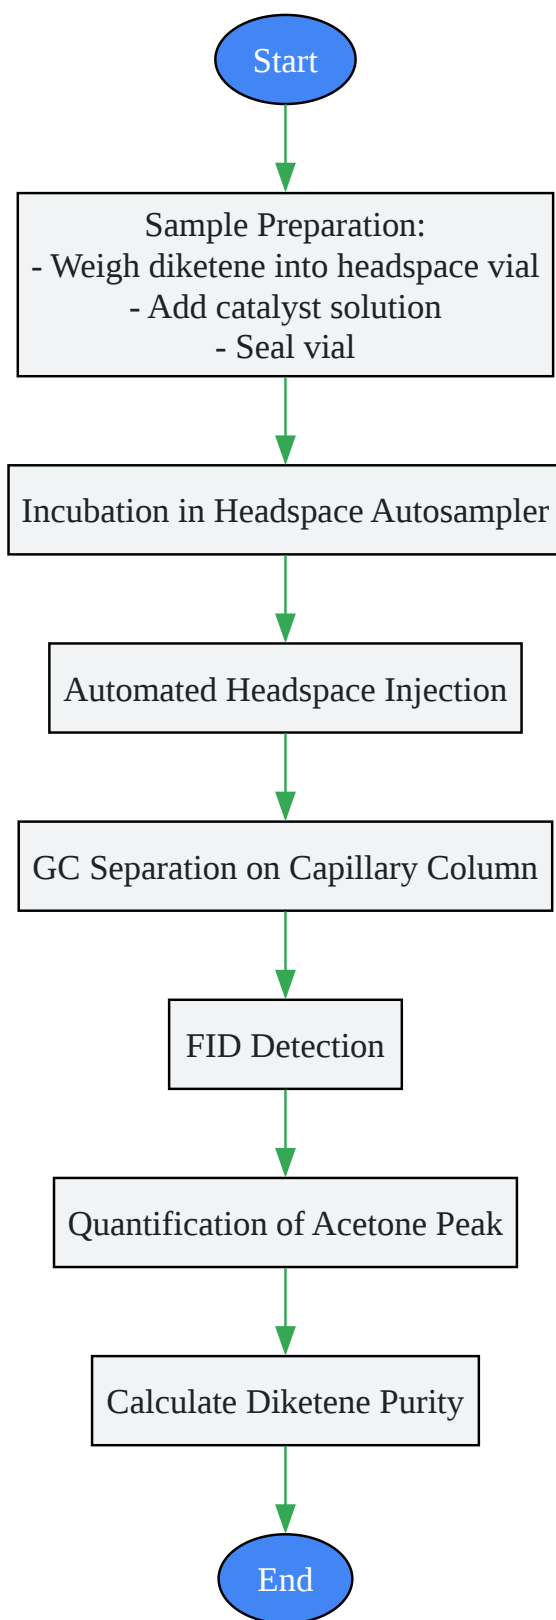 Start
Sample Preparation:
- Weigh diketene into headspace vial
- Add catalyst solution
- Seal vial
Incubation in Headspace Autosampler
Automated Headspace Injection
GC Separation on Capillary Column
FID Detection
Quantification of Acetone Peak
Calculate Diketene Purity
End